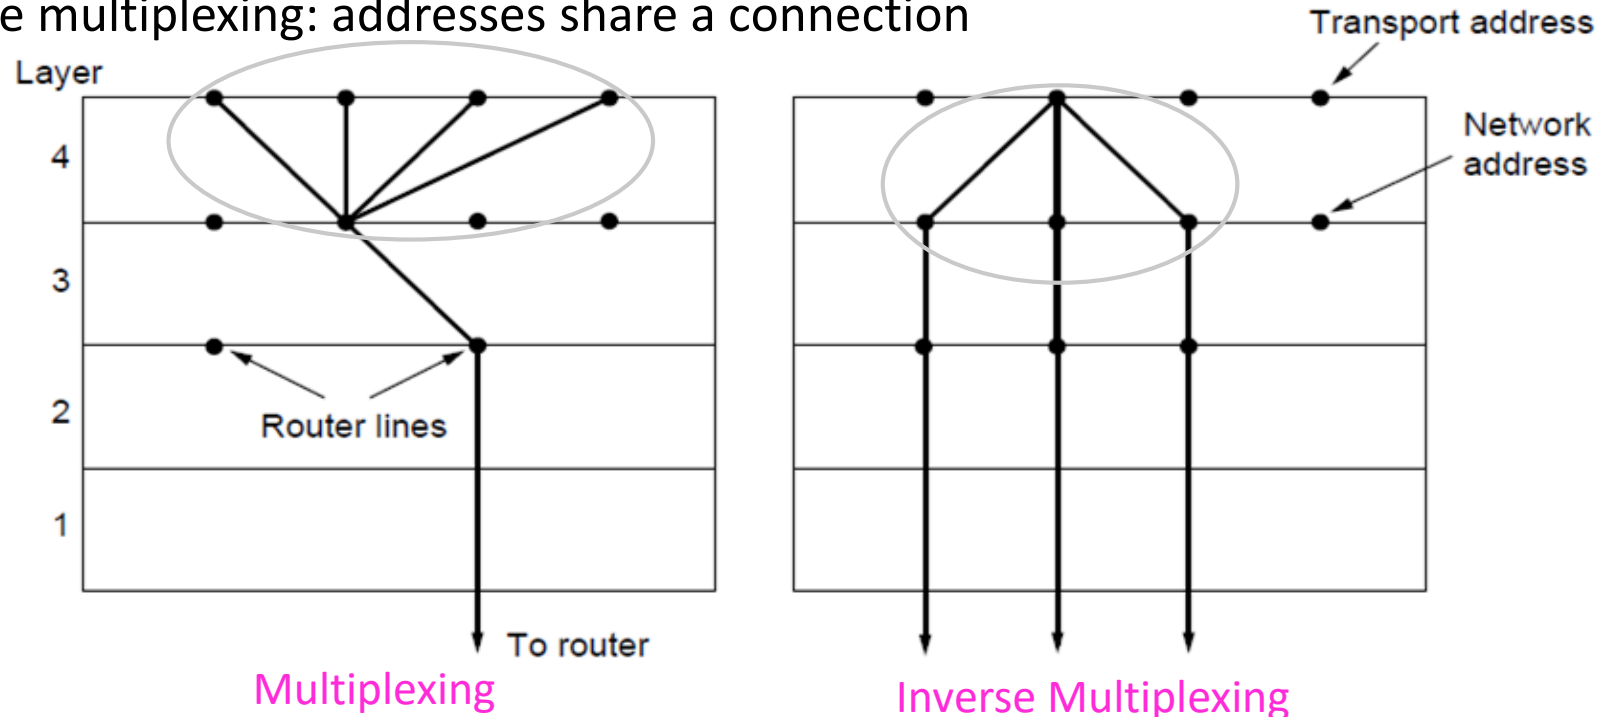 e multiplexing: addresses share a connection
Transport address
Layer
Network
address
4
3
2
Router lines
1
To router
Multiplexing
Inverse Multiplexing